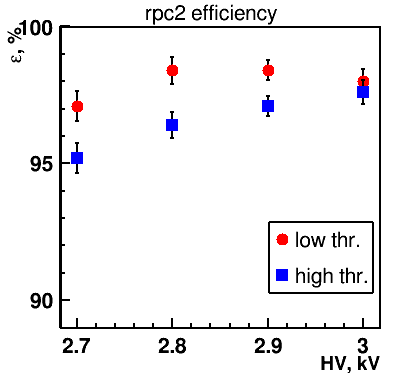 rpc2 efficiency
ε, %
100
95
90
low thr.
high thr.
2.7 2.8 2.9 3
HV, kV